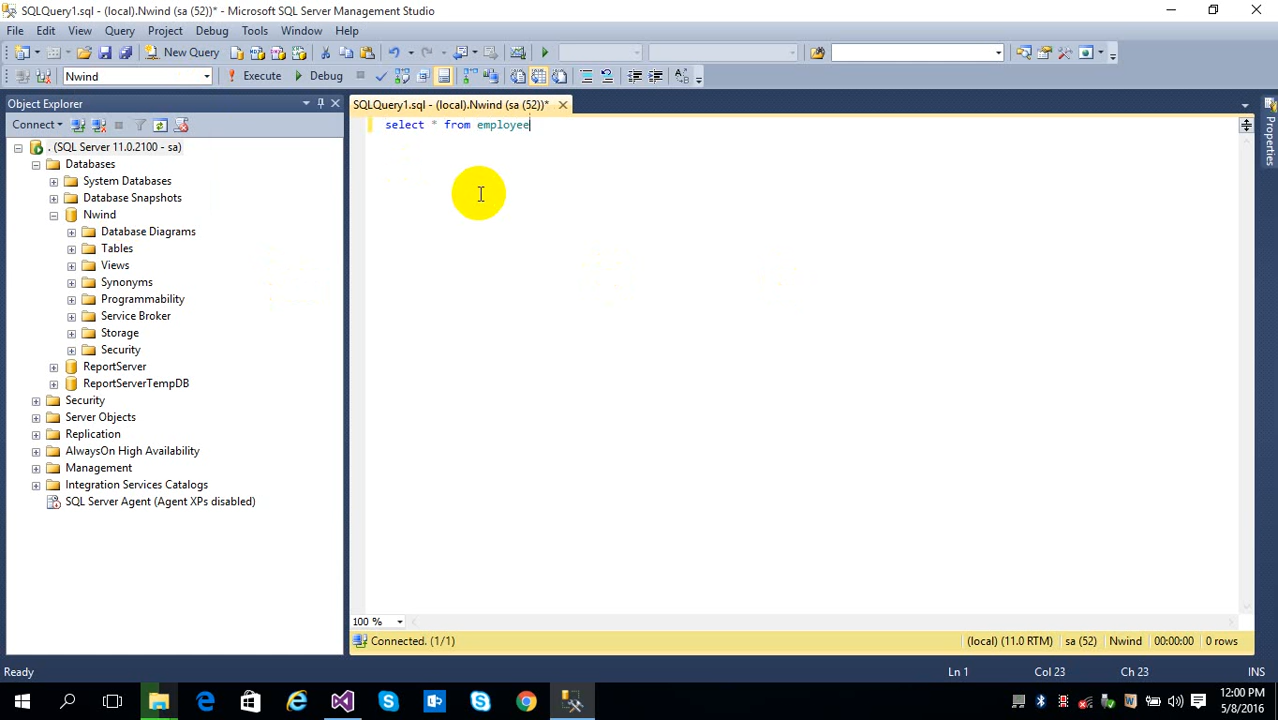 SQLQuery1.sql - (local).Nwind (sa (52))* - Microsoft SQL Server Management Studio
File Edit View Query Project Debug Tools Window Help
New Query
Nwind Execute Debug
Object Explorer
SQLQuery1.sql - (local).Nwind (sa (52))*
Connect
select * from employee
. (SQL Server 11.0.2100 - sa)
Databases
System Databases
Database Snapshots
Nwind
Database Diagrams
Tables
Views
Synonyms
Programmability
Service Broker
Storage
Security
ReportServer
ReportServerTempDB
Security
Server Objects
Replication
AlwaysOn High Availability
Management
Integration Services Catalogs
SQL Server Agent (Agent XPs disabled)
Properties
100 %
Connected. (1/1) (local) (11.0 RTM) sa (52) Nwind 00:00:00 0 rows
Ready Ln 1 Col 23 Ch 23 INS
12:00 PM
5/8/2016